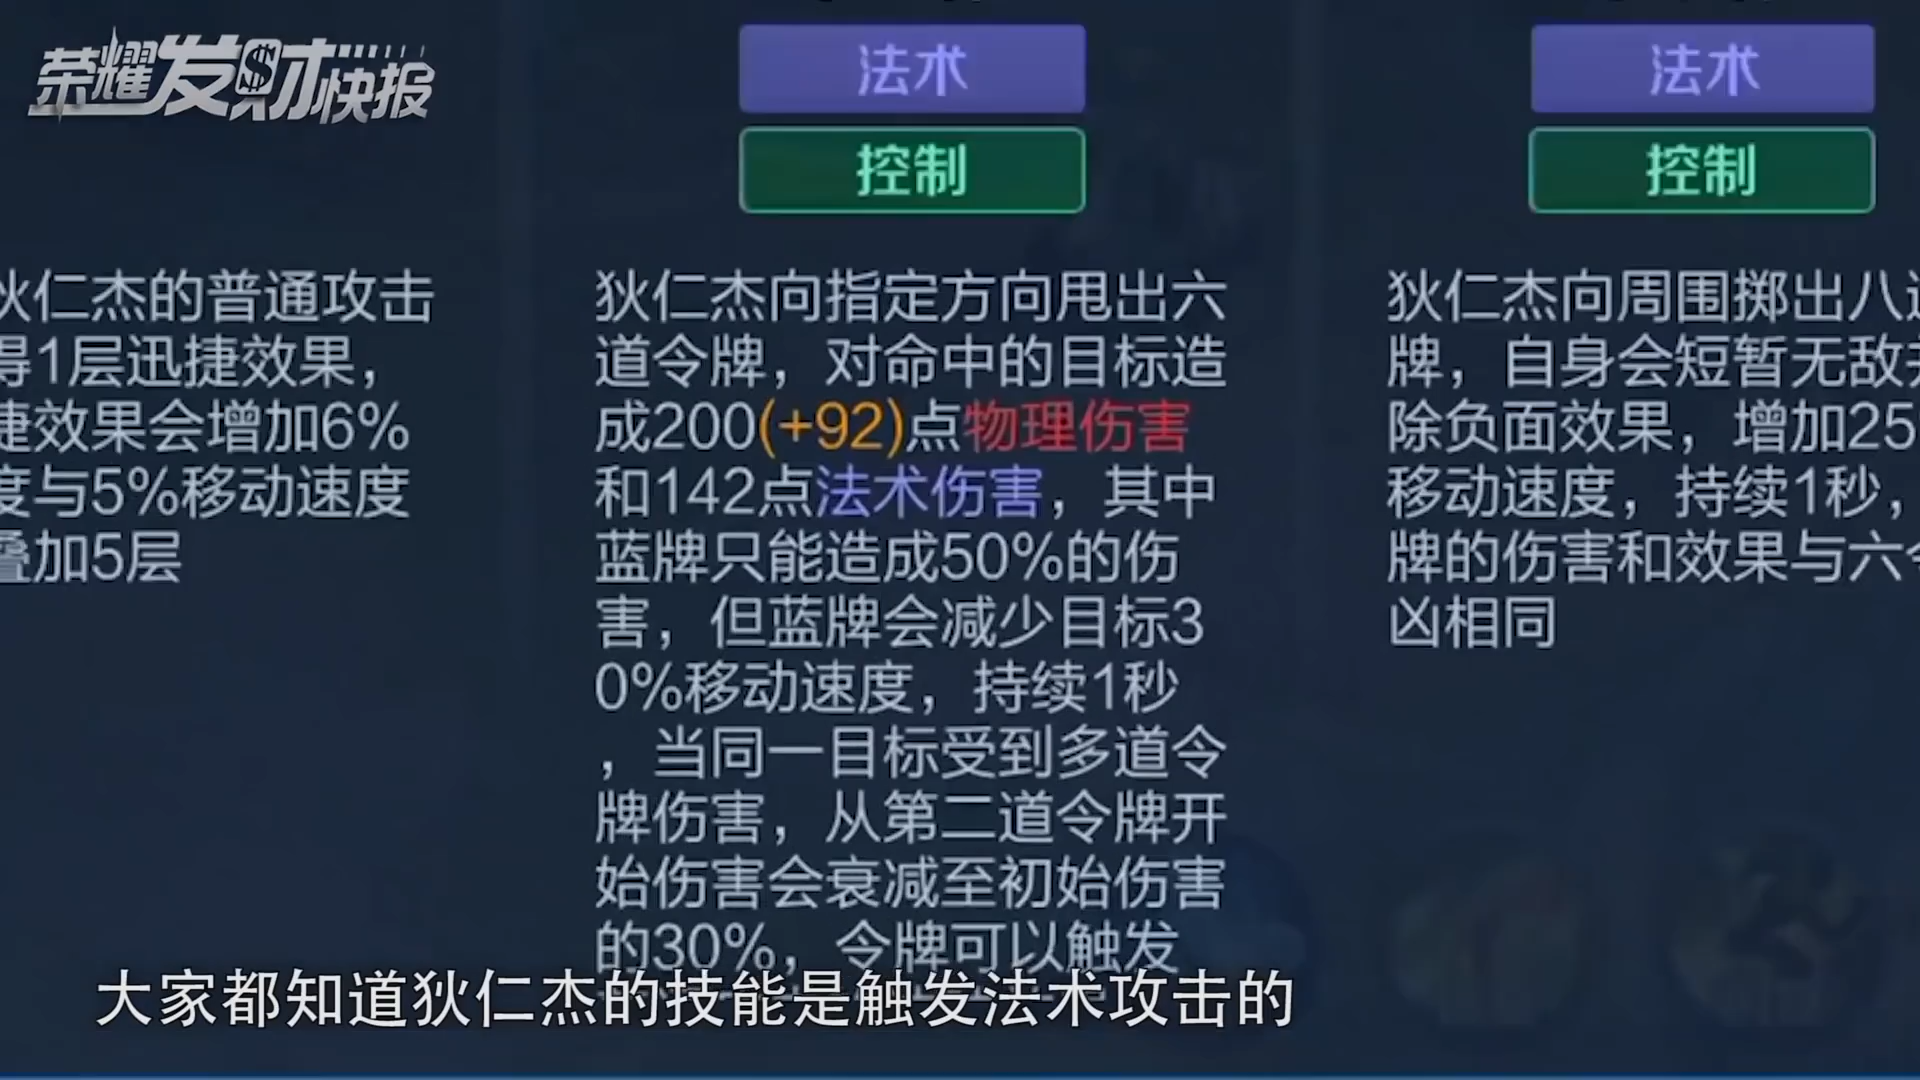 荣耀发财快报
法术
控制
法术
控制
狄仁杰的普通攻击
得1层迅捷效果，
捷效果会增加6%
度与5%移动速度
叠加5层
狄仁杰向指定方向甩出六
道令牌，对命中的目标造
成200(+92)点物理伤害
和142点法术伤害，其中
蓝牌只能造成50%的伤
害，但蓝牌会减少目标3
0%移动速度，持续1秒
，当同一目标受到多道令
牌伤害，从第二道令牌开
始伤害会衰减至初始伤害
的30%，令牌可以触发
狄仁杰向周围掷出八道
牌，自身会短暂无敌并
除负面效果，增加25
移动速度，持续1秒，
牌的伤害和效果与六令
凶相同
大家都知道狄仁杰的技能是触发法术攻击的